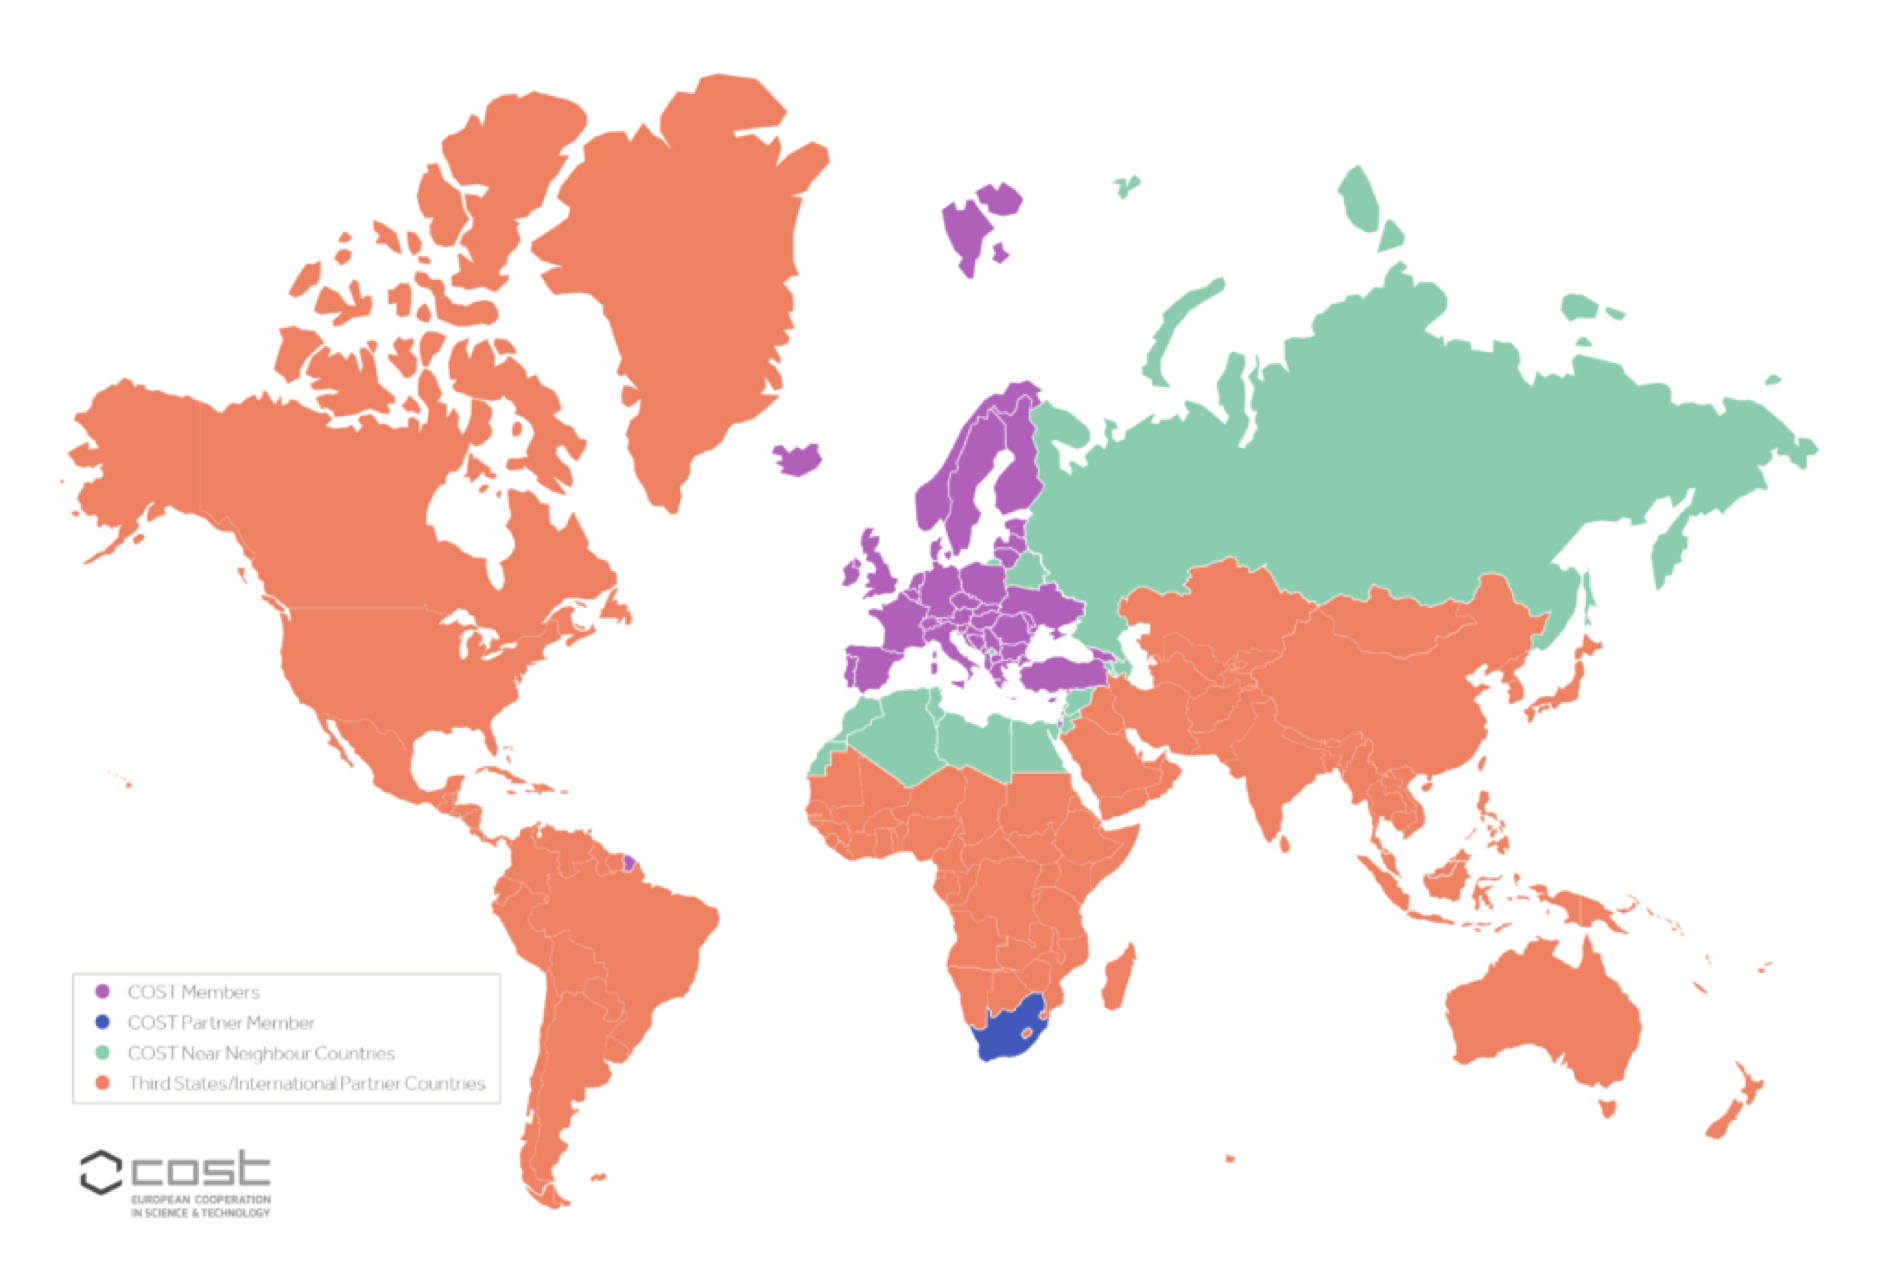 COST Members
COST Partner Member
COST Near Neighbour Countries
Third States/International Partner Countries
cost
EUROPEAN COOPERATION
IN SCIENCE & TECHNOLOGY